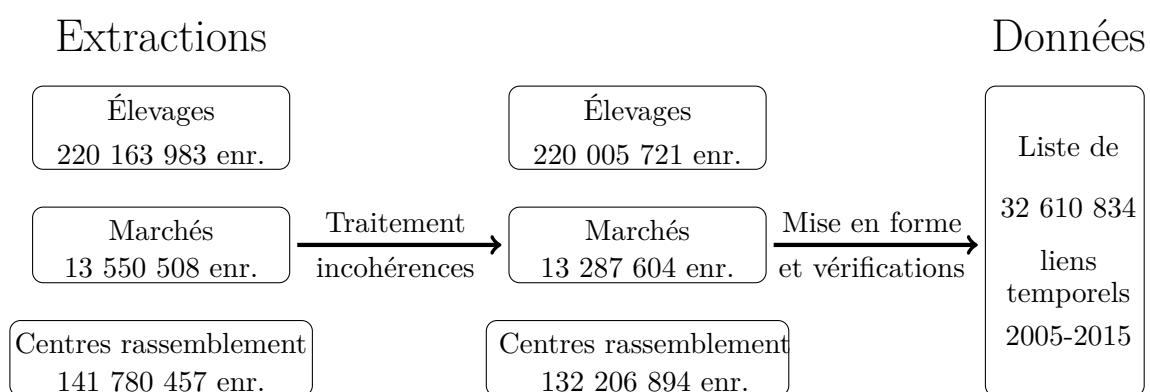 Extractions
Données
Élevages
220 163 983 enr.
Élevages
220 005 721 enr.
Marchés
13 550 508 enr.
Traitement
incohérences
Marchés
13 287 604 enr.
Mise en forme
et vérifications
Centres rassemblement
141 780 457 enr.
Centres rassemblement
132 206 894 enr.
Liste de
32 610 834
liens
temporels
2005-2015